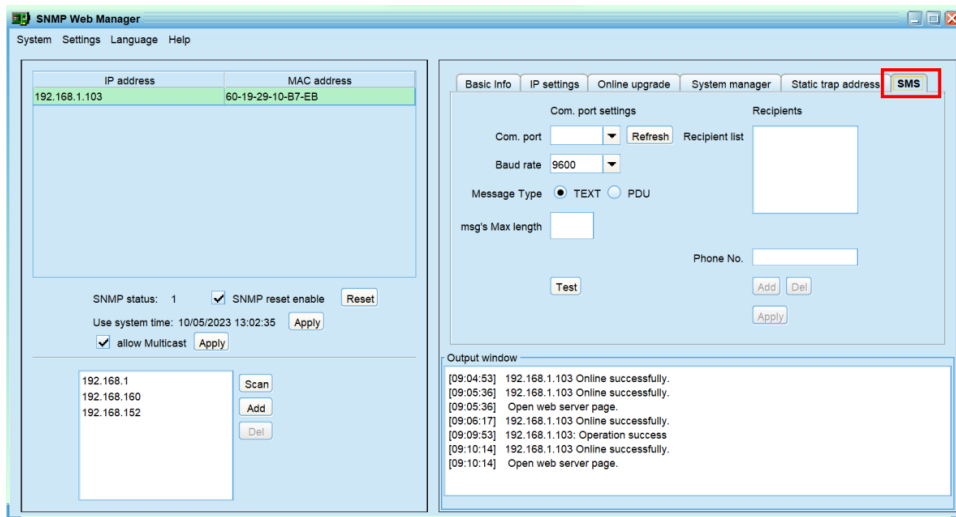 SNMP Web Manager
System Settings Language Help
IP address MAC address
192.168.1.103 60-19-29-10-B7-EB
SNMP status: 1 SNMP reset enable Reset
Use system time: 10/05/2023 13:02:35 Apply
allow Multicast Apply
192.168.1
192.168.160
192.168.152
Scan
Add
Del
Basic Info IP settings Online upgrade System manager Static trap address SMS
Com. port settings Recipients
Com. port Refresh Recipient list
Baud rate 9600
Message Type TEXT PDU
msg's Max length
Phone No.
Test Add Del
Apply
Output window
[09:04:53] 192.168.1.103 Online successfully.
[09:05:36] 192.168.1.103 Online successfully.
[09:05:36] Open web server page.
[09:06:17] 192.168.1.103 Online successfully.
[09:09:53] 192.168.1.103: Operation success
[09:10:14] 192.168.1.103 Online successfully.
[09:10:14] Open web server page.